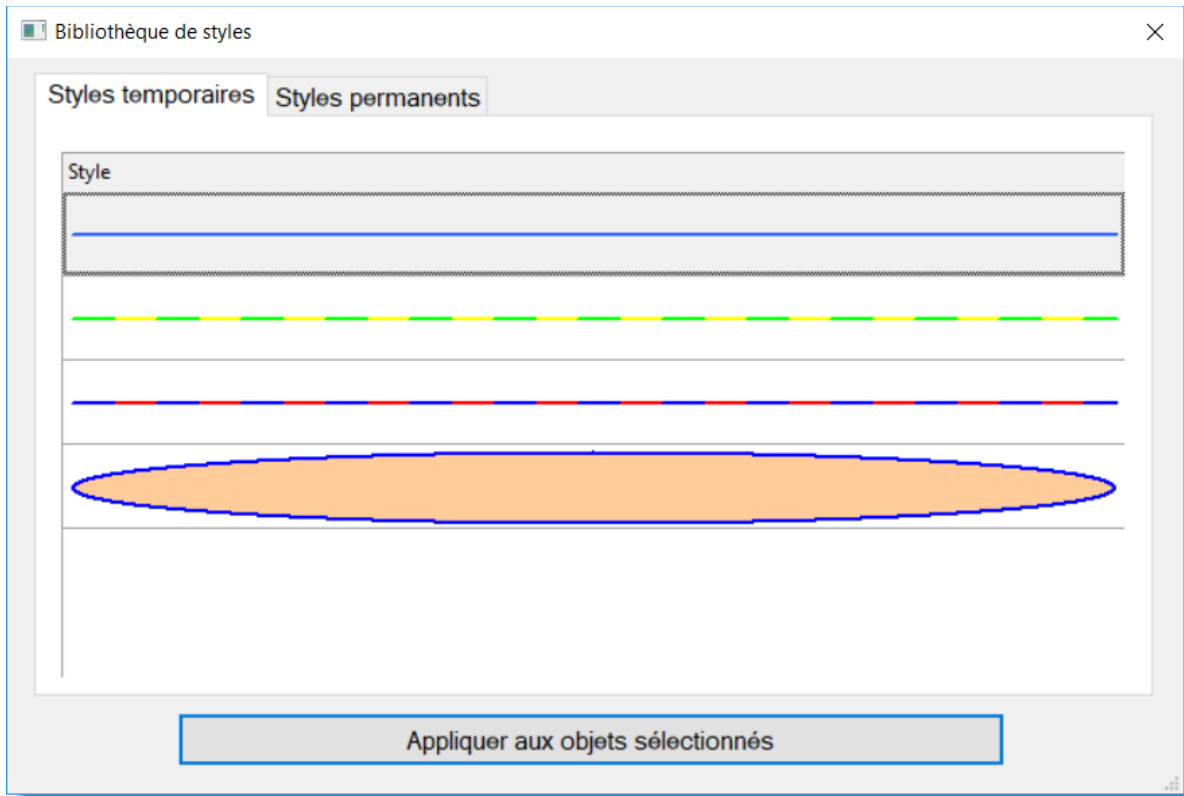 Bibliothèque de styles
Styles temporaires
Styles permanents
Style
Appliquer aux objets sélectionnés